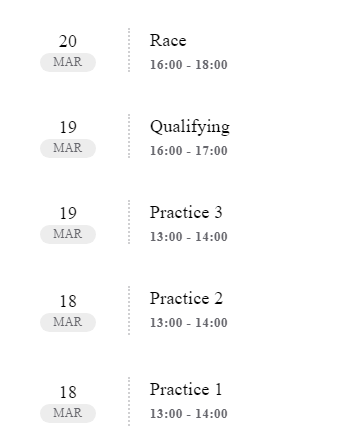 20
MAR
Race
16:00 - 18:00
19
MAR
Qualifying
16:00 - 17:00
19
MAR
Practice 3
13:00 - 14:00
18
MAR
Practice 2
13:00 - 14:00
18
MAR
Practice 1
13:00 - 14:00